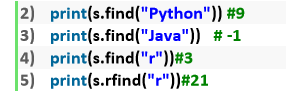 2) print(s.find("Python")) #9
3) print(s.find("Java")) # -1
4) print(s.find("r"))#3
5) print(s.rfind("r"))#21